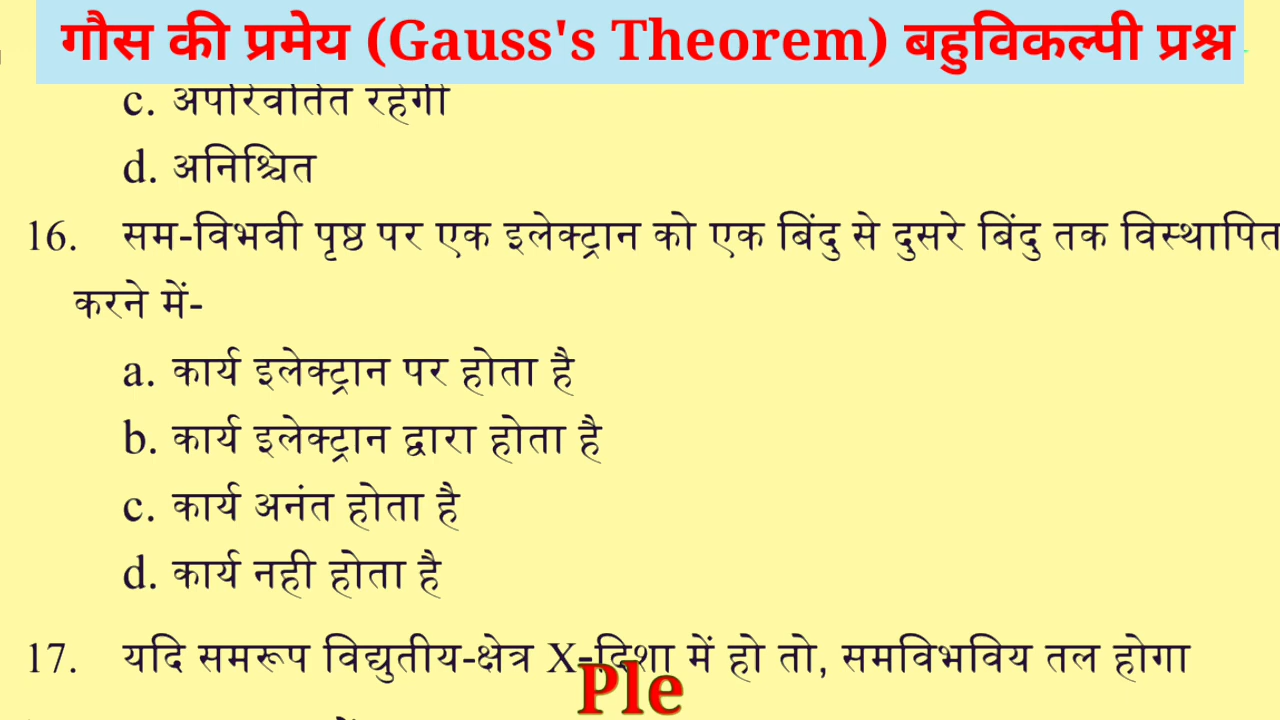 गौस की प्रमेय (Gauss's Theorem) बहुविकल्पी प्रश्न
c. अपरिवर्तित रहेगी
d. अनिश्चित
16. सम-विभवी पृष्ठ पर एक इलेक्ट्रान को एक बिंदु से दुसरे बिंदु तक विस्थापित
करने में-
a. कार्य इलेक्ट्रान पर होता है
b. कार्य इलेक्ट्रान द्वारा होता है
c. कार्य अनंत होता है
d. कार्य नही होता है
17. यदि समरूप विद्युतीय-क्षेत्र X-दिशा में हो तो, समविभविय तल होगा
Ple